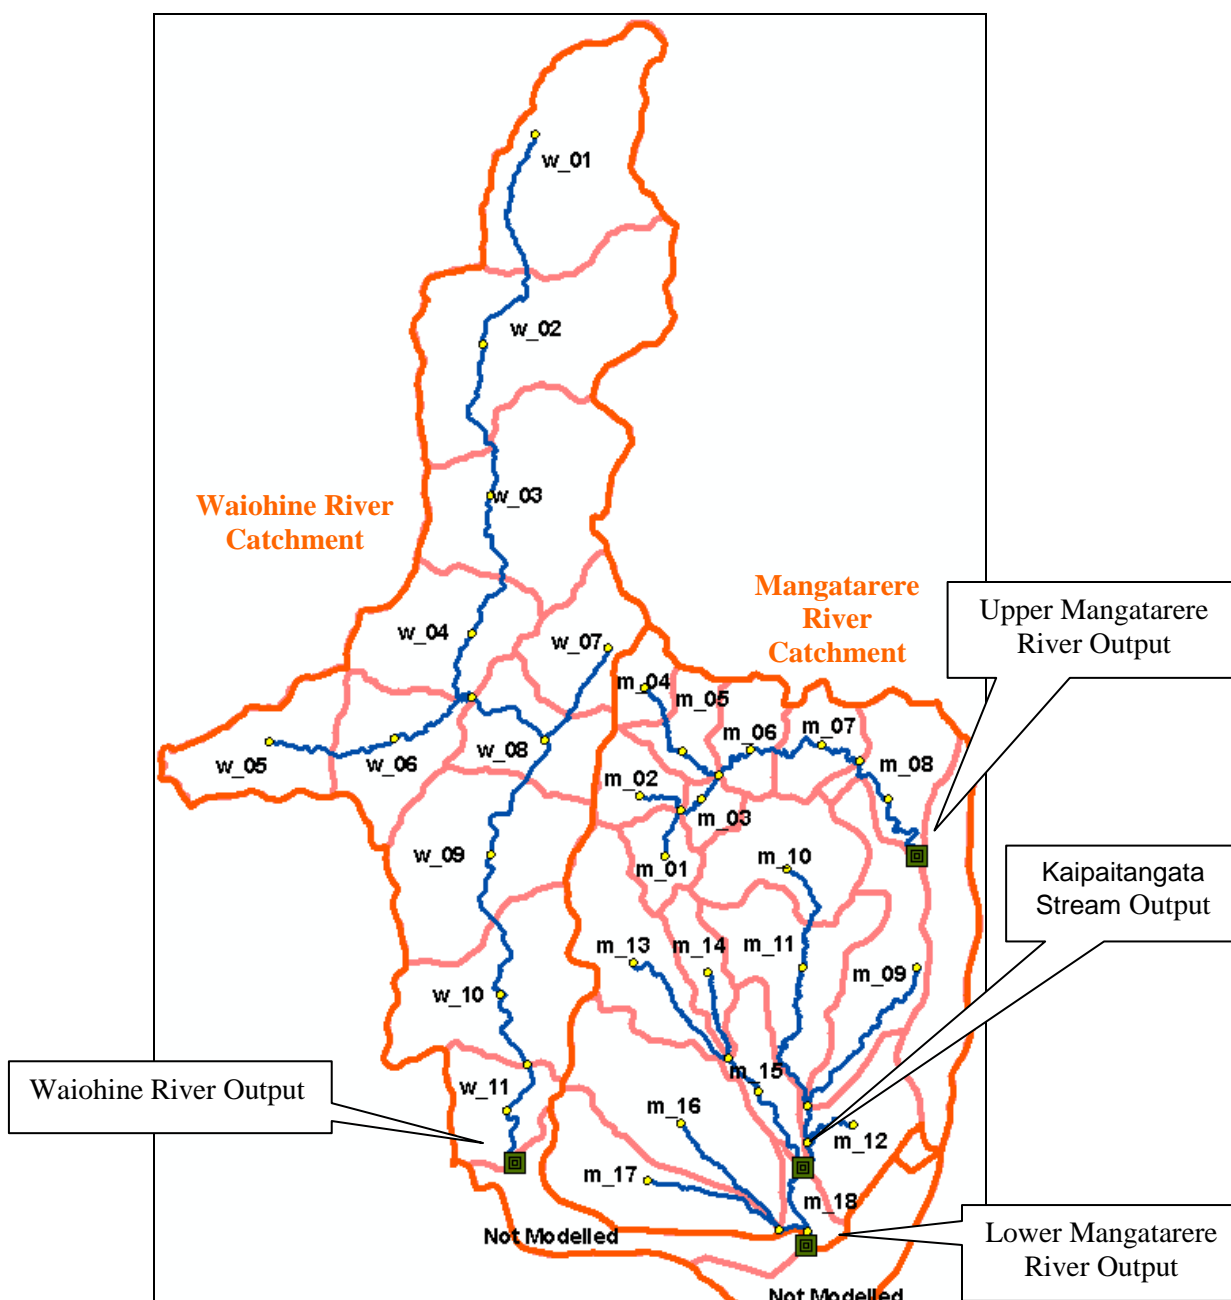 w_01
w_02
w_03
Waiohine River
Catchment
w_04
w_07
Mangatarere
River
Catchment
Upper Mangatarere
River Output
m_04
m_05
m_06
m_07
w_05
w_06
w_08
m_08
m_02
m_03
w_09
m_01
m_10
Kaipaitangata
Stream Output
m_13
m_14
m_11
m_09
w_10
Waiohine River Output
w_11
m_15
m_16
m_12
m_17
m_18
Not Modelled
Lower Mangatarere
River Output
Not Modelled